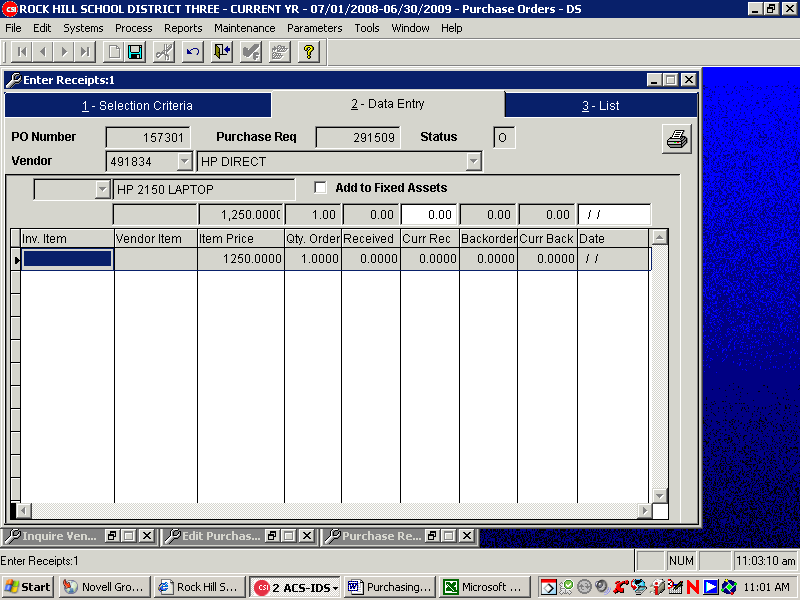 CSI ROCK HILL SCHOOL DISTRICT THREE - CURRENT YR - 07/01/2008-06/30/2009 - Purchase Orders - DS
File Edit Systems Process Reports Maintenance Parameters Tools Window Help
Enter Receipts:1
1 - Selection Criteria 2 - Data Entry 3 - List
PO Number 157301 Purchase Req 291509 Status O
Vendor 491834 HP DIRECT
HP 2150 LAPTOP Add to Fixed Assets
1,250.0000 1.00 0.00 0.00 0.00 0.00 / /
Inv. Item Vendor Item Item Price Qty. Order Received Curr Rec Backorder Curr Back Date
1250.0000 1.0000 0.0000 0.0000 0.0000 0.0000 / /
Inquire Ven... Edit Purchas... Purchase Re...
Enter Receipts:1 NUM 11:03:10 am
Start Novell Gro... Rock Hill S... CSI 2 ACS-IDS Purchasing... Microsoft ... 11:01 AM